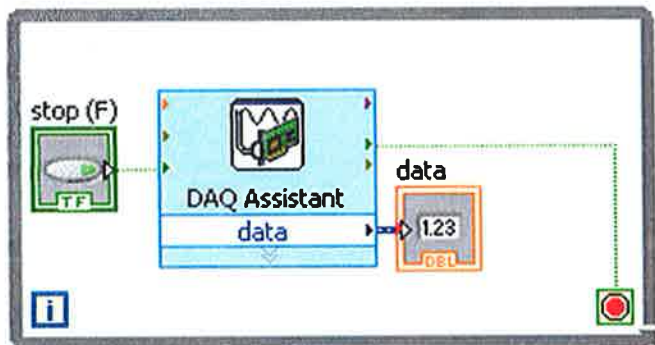 stop (F)
TF
DAQ Assistant
data
data
1.23
DBL
i